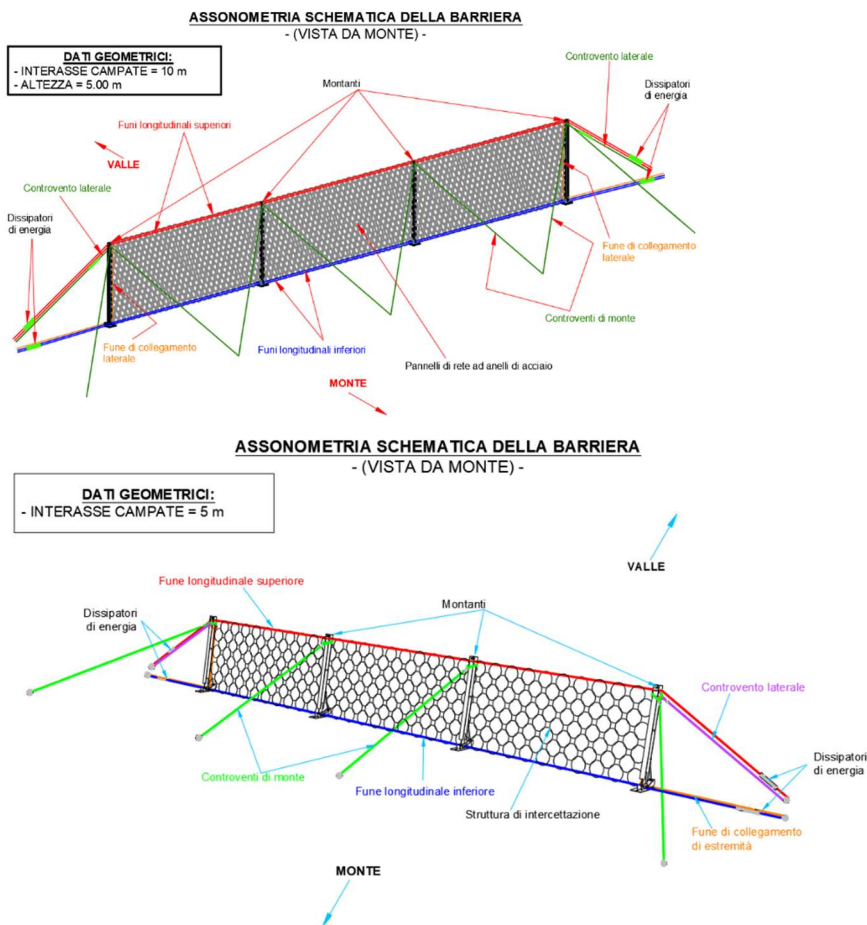 ASSONOMETRIA SCHEMATICA DELLA BARRIERA
- (VISTA DA MONTE) -
DATI GEOMETRICI:
- INTERASSE CAMPATE = 10 m
- ALTEZZA = 5.00 m
Controvento laterale
Montanti
Dissipatori
di energia
Funi longitudinali superiori
VALLE
Controvento laterale
Dissipatori
di energia
Fune di collegamento
laterale
Controventi di monte
Fune di collegamento
laterale
Funi longitudinali inferiori
Pannelli di rete ad anelli di acciaio
MONTE
ASSONOMETRIA SCHEMATICA DELLA BARRIERA
- (VISTA DA MONTE) -
DATI GEOMETRICI:
- INTERASSE CAMPATE = 5 m
VALLE
Fune longitudinale superiore
Montanti
Dissipatori
di energia
Controvento laterale
Dissipatori
di energia
Controventi di monte
Fune longitudinale inferiore
Struttura di intercettazione
Fune di collegamento
di estremità
MONTE